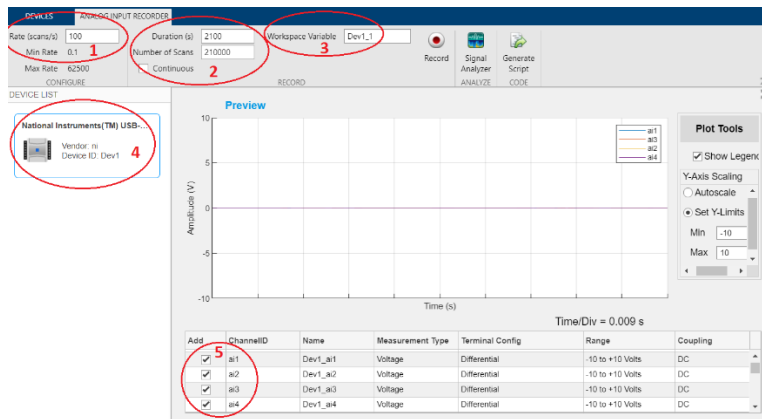 DEVICES ANALOG INPUT RECORDER
Rate (scans/s) 100 Duration (s) 2100 Workspace Variable Dev1_1
Min Rate 0.1 1 Number of Scans 210000 3 Record Signal Analyzer Generate Script
Max Rate 62500 Continuous 2
CONFIGURE RECORD ANALYZE CODE
DEVICE LIST
National Instruments(TM) USB-...
Vendor: ni
Device ID: Dev1
4
Preview
10
5
0
-5
-10
Amplitude (V)
Time (s)
ai1
ai3
ai2
ai4
Time/Div = 0.009 s
Plot Tools
Show Legend
Y-Axis Scaling
Autoscale
Set Y-Limits
Min -10
Max 10
Add ChannelID Name Measurement Type Terminal Config Range Coupling
5
ai1 Dev1_ai1 Voltage Differential -10 to +10 Volts DC
ai2 Dev1_ai2 Voltage Differential -10 to +10 Volts DC
ai3 Dev1_ai3 Voltage Differential -10 to +10 Volts DC
ai4 Dev1_ai4 Voltage Differential -10 to +10 Volts DC